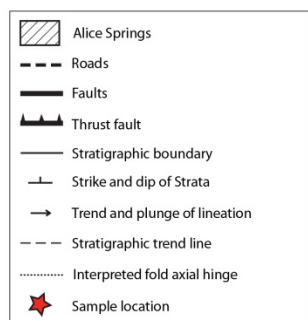 Alice Springs
Roads
Faults
Thrust fault
Stratigraphic boundary
Strike and dip of Strata
Trend and plunge of lineation
Stratigraphic trend line
Interpreted fold axial hinge
Sample location